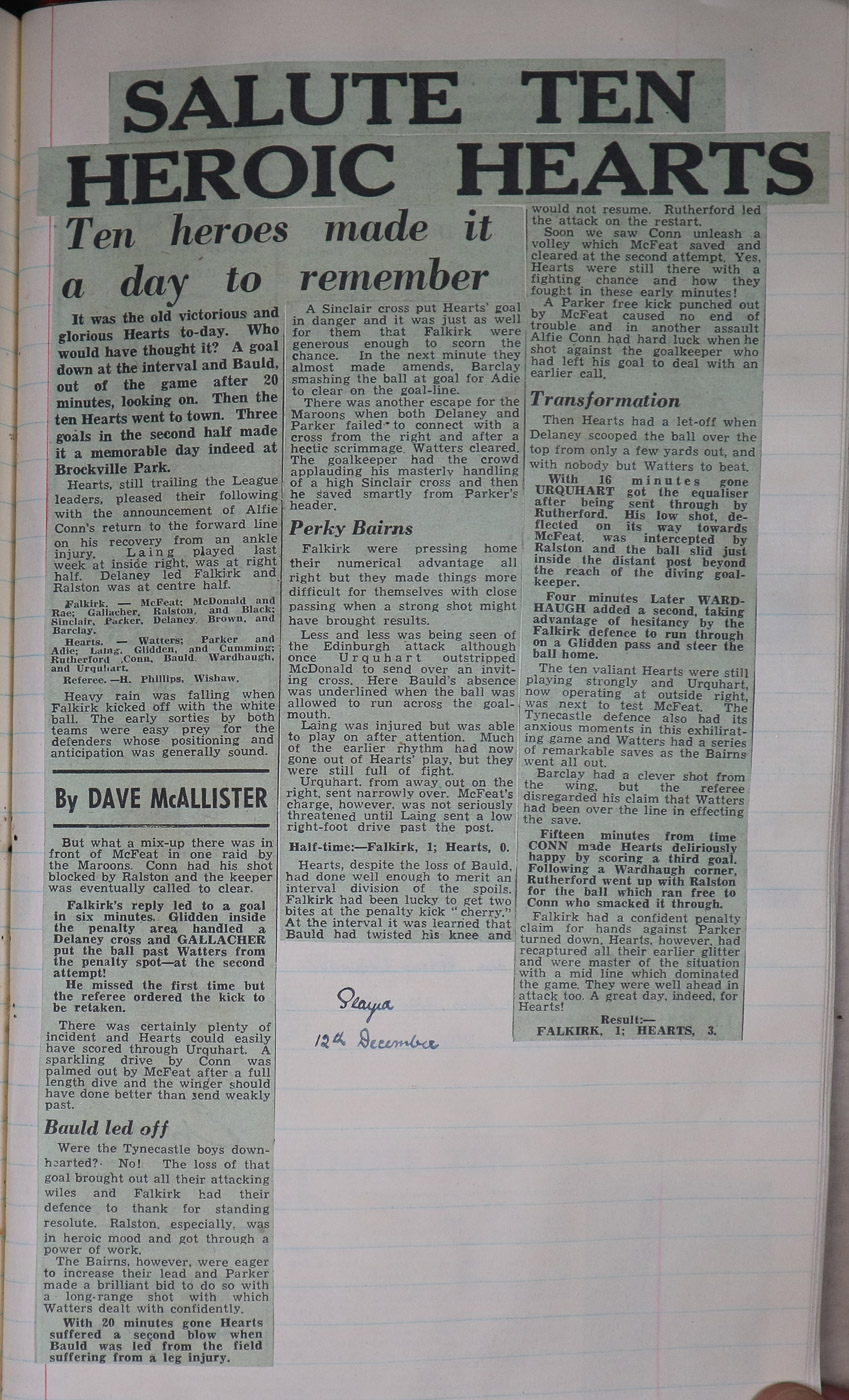 SALUTE TEN
HEROIC HEARTS
Ten heroes made it
a day to remember
It was the old victorious and
glorious Hearts to-day. Who
would have thought it? A goal
down at the interval and Bauld,
out of the game after 20
minutes, looking on. Then the
ten Hearts went to town. Three
goals in the second half made
it a memorable day indeed at
Brockville Park.
Hearts, still trailing the League
leaders, pleased their following
with the announcement of Alfie
Conn's return to the forward line
on his recovery from an ankle
injury. Laing played last
week at inside right, was at right
half. Delaney led Falkirk and
Ralston was at centre half.
Falkirk. — McFeat; McDonald and
Rae; Gallacher, Ralston, and Black;
Sinclair, Parker, Delaney, Brown, and
Barclay.
Hearts. — Watters; Parker and
Adie; Laing, Glidden, and Cumming;
Rutherford, Conn, Bauld, Wardhaugh,
and Urquhart.
Referee. —H. Phillips, Wishaw.
Heavy rain was falling when
Falkirk kicked off with the white
ball. The early sorties by both
teams were easy prey for the
defenders whose positioning and
anticipation was generally sound.
By DAVE McALLISTER
But what a mix-up there was in
front of McFeat in one raid by
the Maroons. Conn had his shot
blocked by Ralston and the keeper
was eventually called to clear.
Falkirk's reply led to a goal
in six minutes. Glidden inside
the penalty area handled a
Delaney cross and GALLACHER
put the ball past Watters from
the penalty spot—at the second
attempt!
He missed the first time but
the referee ordered the kick to
be retaken.
There was certainly plenty of
incident and Hearts could easily
have scored through Urquhart. A
sparkling drive by Conn was
palmed out by McFeat after a full
length dive and the winger should
have done better than send weakly
past.
Bauld led off
Were the Tynecastle boys down-
hearted? No! The loss of that
goal brought out all their attacking
wiles and Falkirk had their
defence to thank for standing
resolute. Ralston, especially, was
in heroic mood and got through a
power of work.
The Bairns, however, were eager
to increase their lead and Parker
made a brilliant bid to do so with
a long-range shot with which
Watters dealt with confidently.
With 20 minutes gone Hearts
suffered a second blow when
Bauld was led from the field
suffering from a leg injury.
A Sinclair cross put Hearts' goal
in danger and it was just as well
for them that Falkirk were
generous enough to scorn the
chance. In the next minute they
almost made amends, Barclay
smashing the ball at goal for Adie
to clear on the goal-line.
There was another escape for the
Maroons when both Delaney and
Parker failed to connect with a
cross from the right and after a
hectic scrimmage, Watters cleared.
The goalkeeper had the crowd
applauding his masterly handling
of a high Sinclair cross and then
he saved smartly from Parker's
header.
Perky Bairns
Falkirk were pressing home
their numerical advantage all
right but they made things more
difficult for themselves with close
passing when a strong shot might
have brought results.
Less and less was being seen of
the Edinburgh attack although
once Urquhart outstripped
McDonald to send over an invit-
ing cross. Here Bauld's absence
was underlined when the ball was
allowed to run across the goal-
mouth.
Laing was injured but was able
to play on after attention. Much
of the earlier rhythm had now
gone out of Hearts' play, but they
were still full of fight.
Urquhart, from away out on the
right, sent narrowly over. McFeat's
charge, however, was not seriously
threatened until Laing sent a low
right-foot drive past the post.
Half-time:—Falkirk, 1; Hearts, 0.
Hearts, despite the loss of Bauld,
had done well enough to merit an
interval division of the spoils.
Falkirk had been lucky to get two
bites at the penalty kick "cherry."
At the interval it was learned that
Bauld had twisted his knee and
would not resume. Rutherford led
the attack on the restart.
Soon we saw Conn unleash a
volley which McFeat saved and
cleared at the second attempt. Yes,
Hearts were still there with a
fighting chance and how they
fought in these early minutes!
A Parker free kick punched out
by McFeat caused no end of
trouble and in another assault
Alfie Conn had hard luck when he
shot against the goalkeeper who
had left his goal to deal with an
earlier call.
Transformation
Then Hearts had a let-off when
Delaney scooped the ball over the
top from only a few yards out, and
with nobody but Watters to beat.
With 16 minutes gone
URQUHART got the equaliser
after being sent through by
Rutherford. His low shot, de-
flected on its way towards
McFeat, was intercepted by
Ralston and the ball slid just
inside the distant post beyond
the reach of the diving goal-
keeper.
Four minutes Later WARD-
HAUGH added a second, taking
advantage of hesitancy by the
Falkirk defence to run through
on a Glidden pass and steer the
ball home.
The ten valiant Hearts were still
playing strongly and Urquhart,
now operating at outside right,
was next to test McFeat. The
Tynecastle defence also had its
anxious moments in this exhilirat-
ing game and Watters had a series
of remarkable saves as the Bairns
went all out.
Barclay had a clever shot from
the wing, but the referee
disregarded his claim that Watters
had been over the line in effecting
the save.
Fifteen minutes from time
CONN made Hearts deliriously
happy by scoring a third goal.
Following a Wardhaugh corner,
Rutherford went up with Ralston
for the ball which ran free to
Conn who smacked it through.
Falkirk had a confident penalty
claim for hands against Parker
turned down. Hearts, however, had
recaptured all their earlier glitter
and were master of the situation
with a mid line which dominated
the game. They were well ahead in
attack too. A great day, indeed, for
Hearts!
Result:—
FALKIRK, 1; HEARTS, 3.
Played
12th December